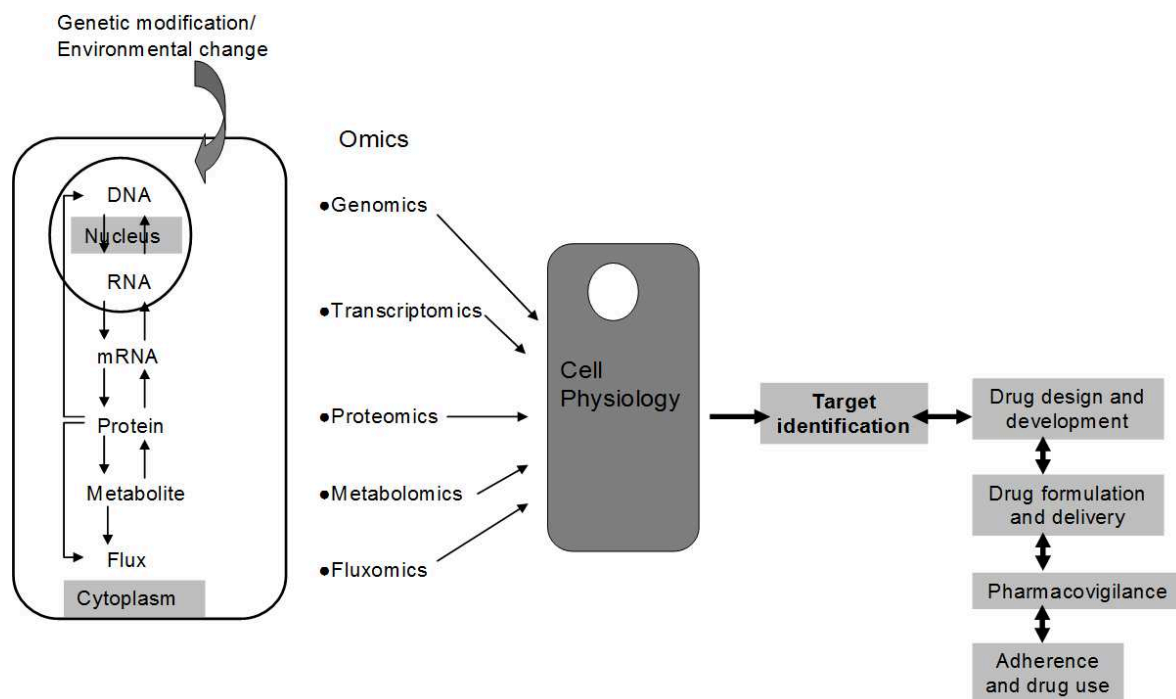 Genetic modification/
Environmental change
DNA
Nucleus
RNA
mRNA
Protein
Metabolite
Flux
Cytoplasm
Omics
●Genomics
●Transcriptomics
●Proteomics
●Metabolomics
●Fluxomics
Cell
Physiology
Target
identification
Drug design and
development
Drug formulation
and delivery
Pharmacovigilance
Adherence
and drug use